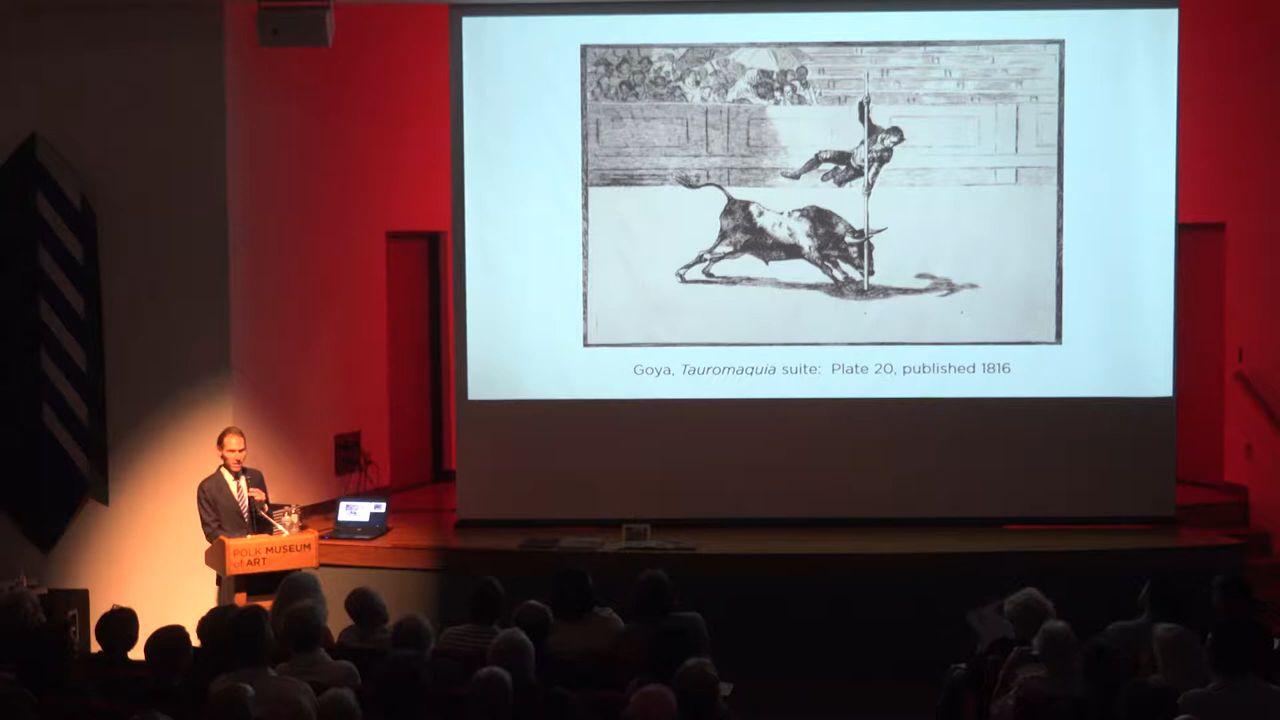 Goya, Tauromaquia suite: Plate 20, published 1816
POLK MUSEUM
of ART